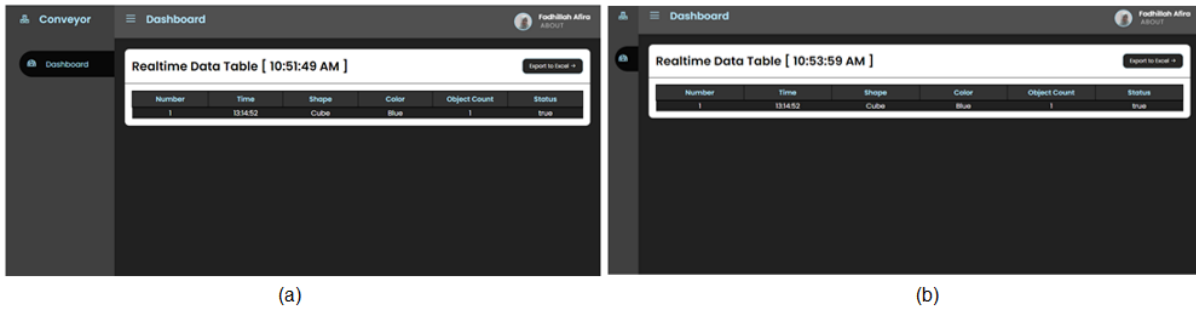 Conveyor
Dashboard
Fadhillah Afira
ABOUT
Dashboard
Realtime Data Table [ 10:51:49 AM ]
Export to Excel →
Number Time Shape Color Object Count Status
1 13:14:52 Cube Blue 1 true
(a)
Dashboard
Fadhillah Afira
ABOUT
Realtime Data Table [ 10:53:59 AM ]
Export to Excel →
Number Time Shape Color Object Count Status
1 13:14:52 Cube Blue 1 true
(b)